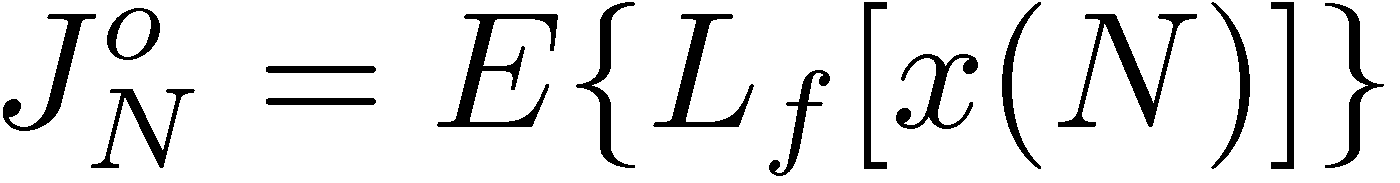 $J_N^o = E\{L_f[x(N)]\}$